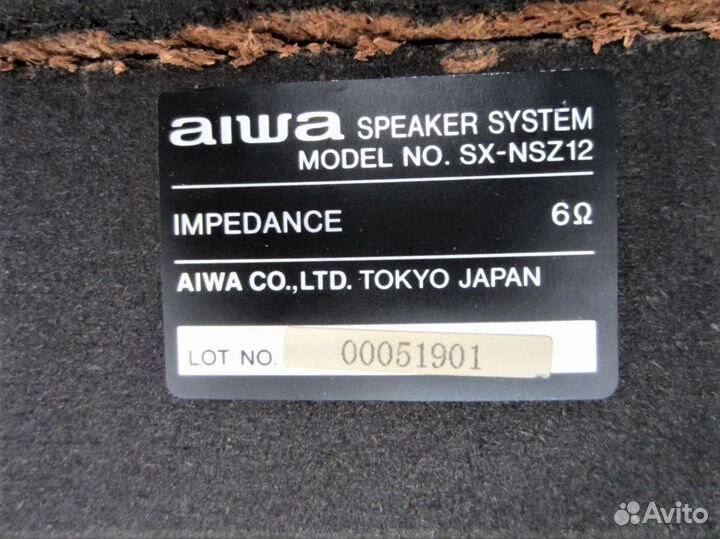 aiwa SPEAKER SYSTEM
MODEL NO. SX-NSZ12
IMPEDANCE 6Ω
AIWA CO.,LTD. TOKYO JAPAN
LOT NO. 00051901
Avito